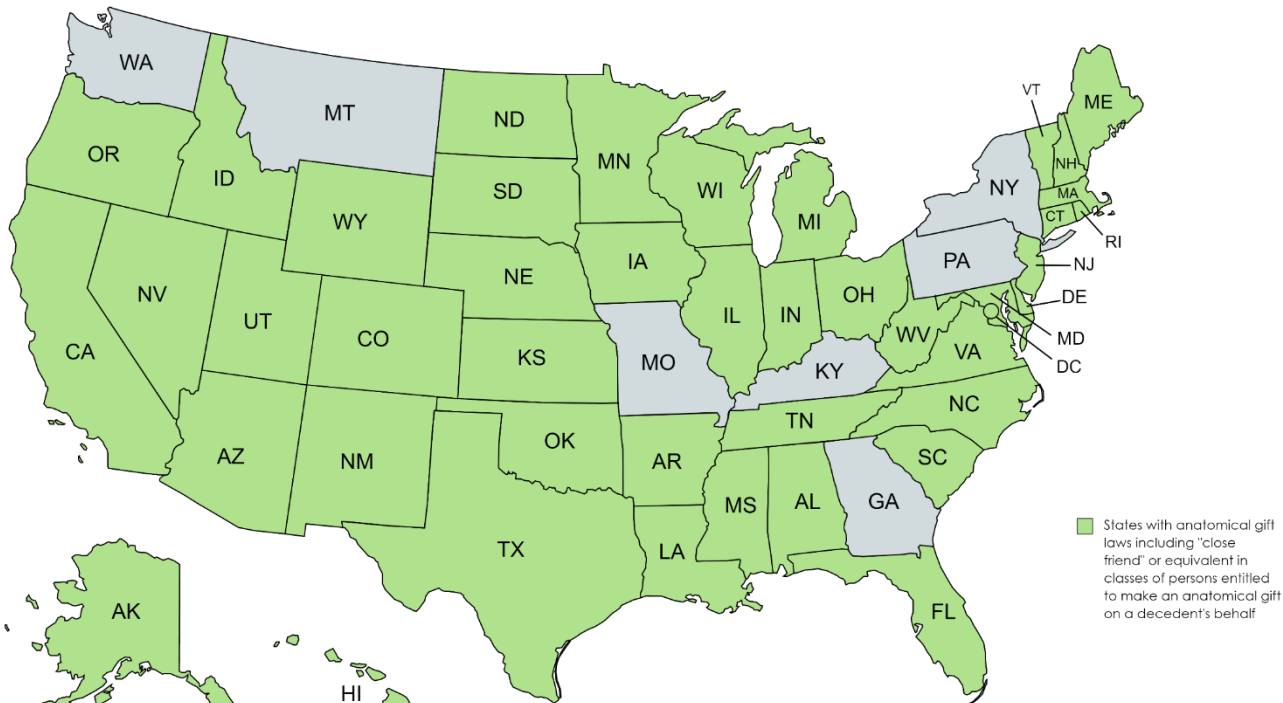 WA
MT
ND
MN
VT
ME
OR
ID
WY
SD
WI
MI
NY
NH
MA
CT
RI
NV
UT
CO
NE
IA
IL
IN
OH
PA
NJ
DE
MD
DC
CA
KS
MO
KY
WV
VA
AZ
NM
OK
AR
TN
NC
SC
TX
LA
MS
AL
GA
FL
AK
HI
States with anatomical gift
laws including "close
friend" or equivalent in
classes of persons entitled
to make an anatomical gift
on a decedent's behalf